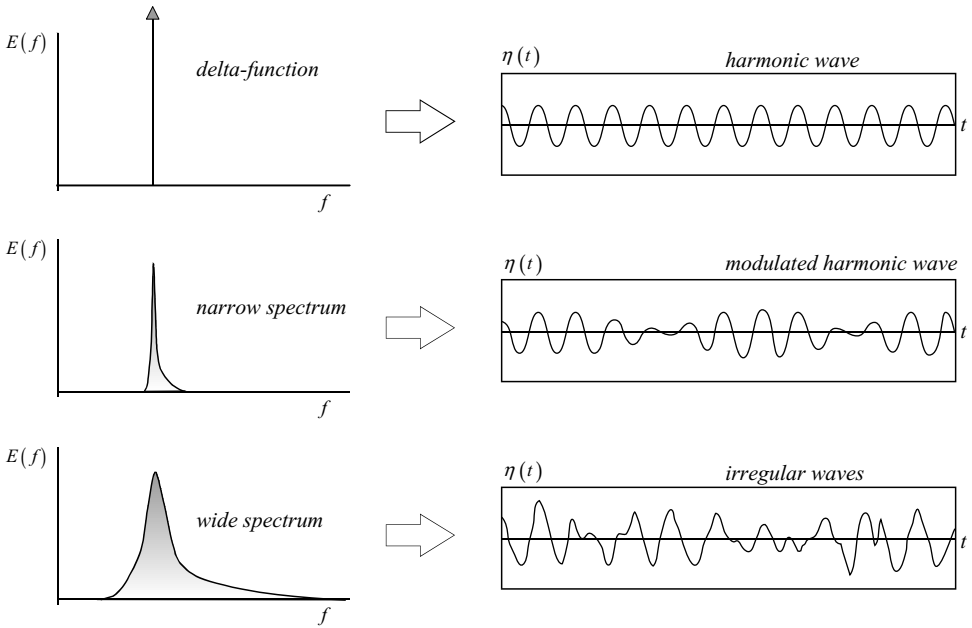 E(f)
delta-function
f
η(t)
harmonic wave
t
E(f)
narrow spectrum
f
η(t)
modulated harmonic wave
t
E(f)
wide spectrum
f
η(t)
irregular waves
t